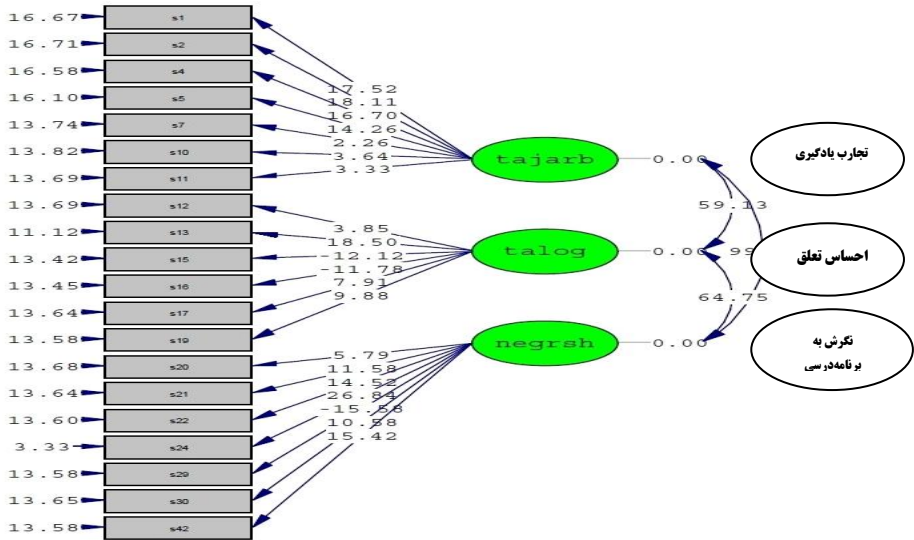 16.67 s1
16.71 s2
16.58 s4
16.10 s5
13.74 s7
13.82 s10
13.69 s11
13.69 s12
11.12 s13
13.42 s15
13.45 s16
13.64 s17
13.58 s19
13.68 s20
13.64 s21
13.60 s22
3.33 s24
13.58 s29
13.65 s30
13.58 s42
17.52
18.11
16.70
14.26
2.26
3.64
3.33
3.85
18.50
-12.12
-11.78
7.91
9.88
5.79
11.58
14.52
26.84
-15.58
10.58
15.42
tajarb 0.00
talog 0.00
negrsh 0.00
59.13
64.75
تجارب یادگیری
احساس تعلق
نگرش به
برنامه‌درسی